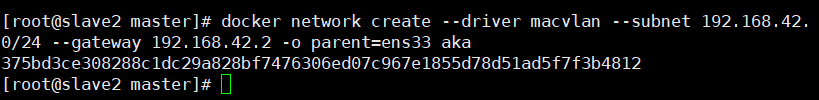 [root@slave2 master]# docker network create --driver macvlan --subnet 192.168.42.
0/24 --gateway 192.168.42.2 -o parent=ens33 aka
375bd3ce308288c1dc29a828bf7476306ed07c967e1855d78d51ad5f7f3b4812
[root@slave2 master]#